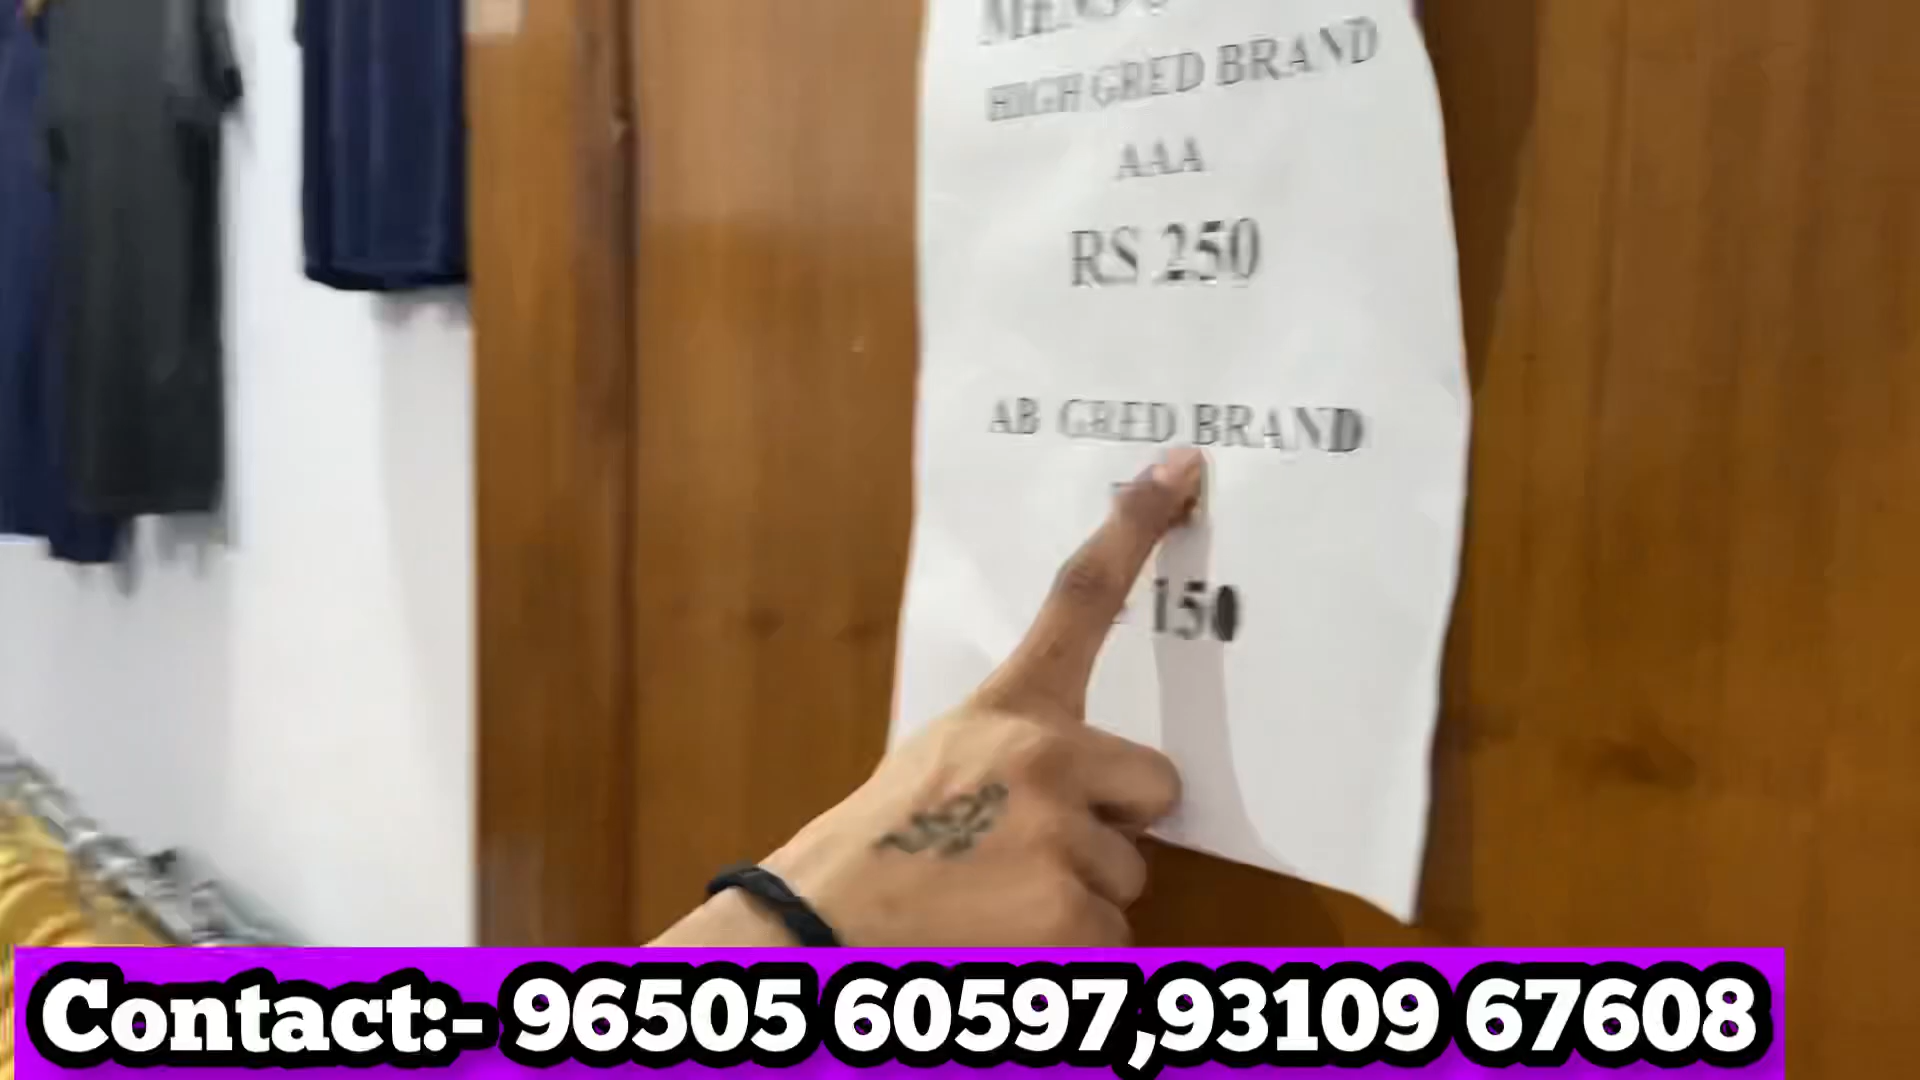 HIGH GRED BRAND
AAA
RS 250
AB GRED BRAND
150
Contact:- 96505 60597,93109 67608